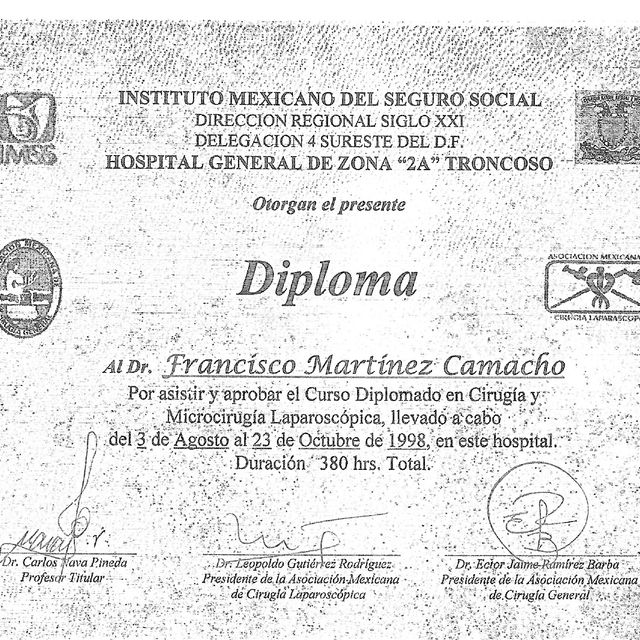 INSTITUTO MEXICANO DEL SEGURO SOCIAL
DIRECCION REGIONAL SIGLO XXI
DELEGACION 4 SURESTE DEL D.F.
HOSPITAL GENERAL DE ZONA “2A” TRONCOSO
IMSS
Otorgan el presente
Diploma
ASOCIACION MEXICANA
CIRUGIA LAPARASCOPI
Al Dr. Francisco Martínez Camacho
Por asistir y aprobar el Curso Diplomado en Cirugía y
Microcirugía Laparoscópica, llevado a cabo
del 3 de Agosto al 23 de Octubre de 1998, en este hospital.
Duración 380 hrs. Total.
Dr. Carlos Nava Pineda
Profesor Titular
Dr. Leopoldo Gutiérrez Rodríguez
Presidente de la Asociación Mexicana
de Cirugía Laparoscópica
Dr. Ector Jaime Ramírez Barba
Presidente de la Asociación Mexicana
de Cirugía General